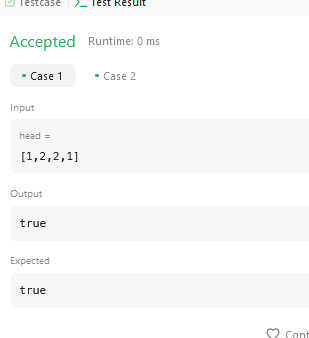 Testcase
Test Result
Accepted Runtime: 0 ms
Case 1 Case 2
Input
head =
[1,2,2,1]
Output
true
Expected
true